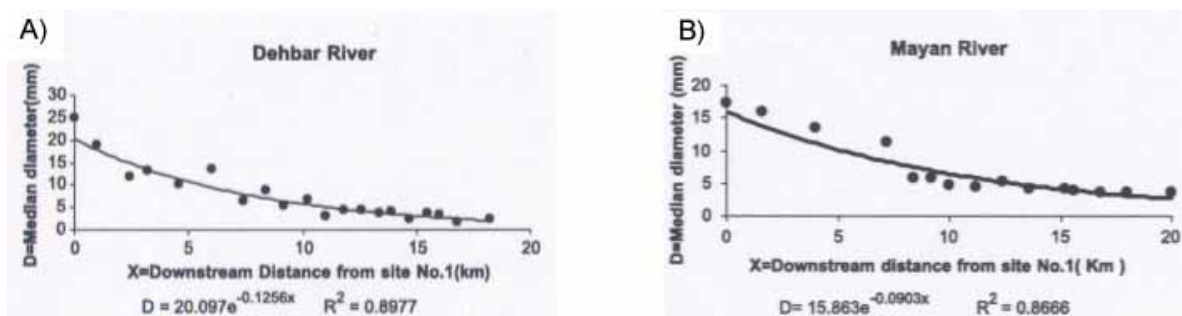 A)
Dehbar River
D=Median diameter(mm)
30
25
20
15
10
5
0
0 5 10 15 20
X=Downstream Distance from site No.1(km)
D = 20.097e^-0.1256x R^2 = 0.8977
B)
Mayan River
D=Median diameter (mm)
20
15
10
5
0
0 5 10 15 20
X=Downstream distance from site No.1( Km )
D= 15.863e^-0.0903x R^2 = 0.8666